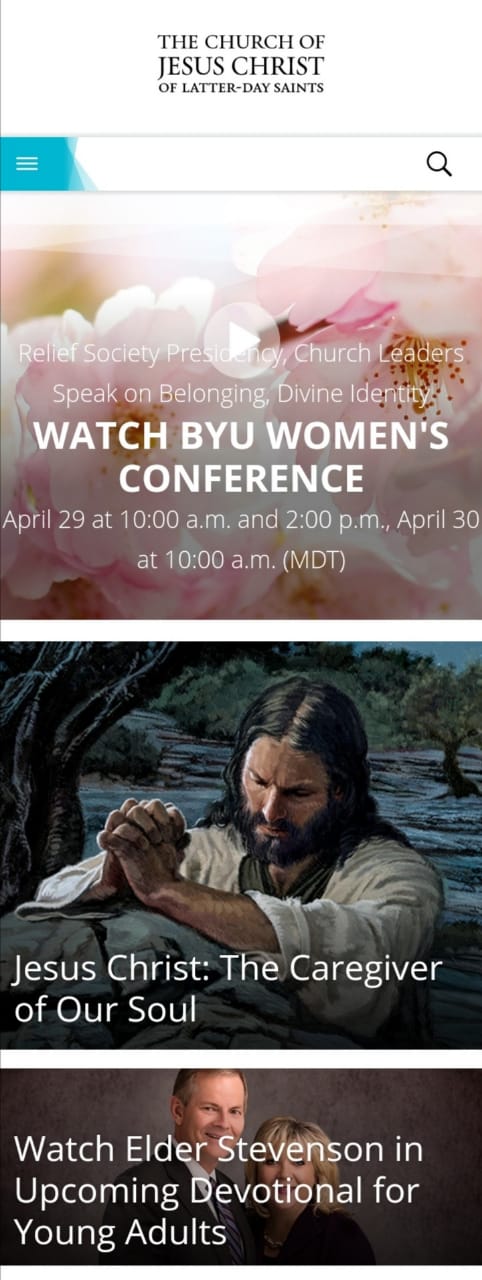 THE CHURCH OF
JESUS CHRIST
OF LATTER-DAY SAINTS
Relief Society Presidency, Church Leaders
Speak on Belonging, Divine Identity
WATCH BYU WOMEN'S
CONFERENCE
April 29 at 10:00 a.m. and 2:00 p.m., April 30
at 10:00 a.m. (MDT)
Jesus Christ: The Caregiver
of Our Soul
Watch Elder Stevenson in
Upcoming Devotional for
Young Adults